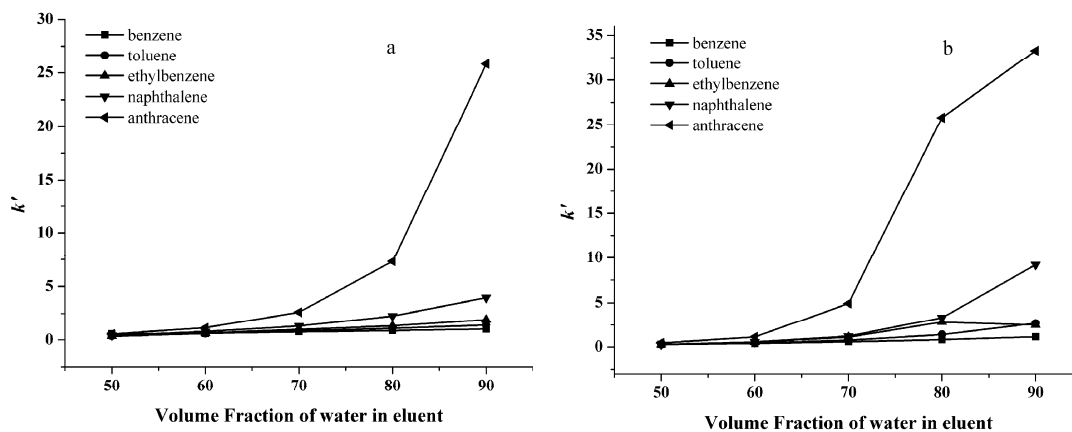 a
benzene
toluene
ethylbenzene
naphthalene
anthracene
30
25
20
15
10
5
0
k'
50 60 70 80 90
Volume Fraction of water in eluent
b
benzene
toluene
ethylbenzene
naphthalene
anthracene
35
30
25
20
15
10
5
0
k'
50 60 70 80 90
Volume Fraction of water in eluent